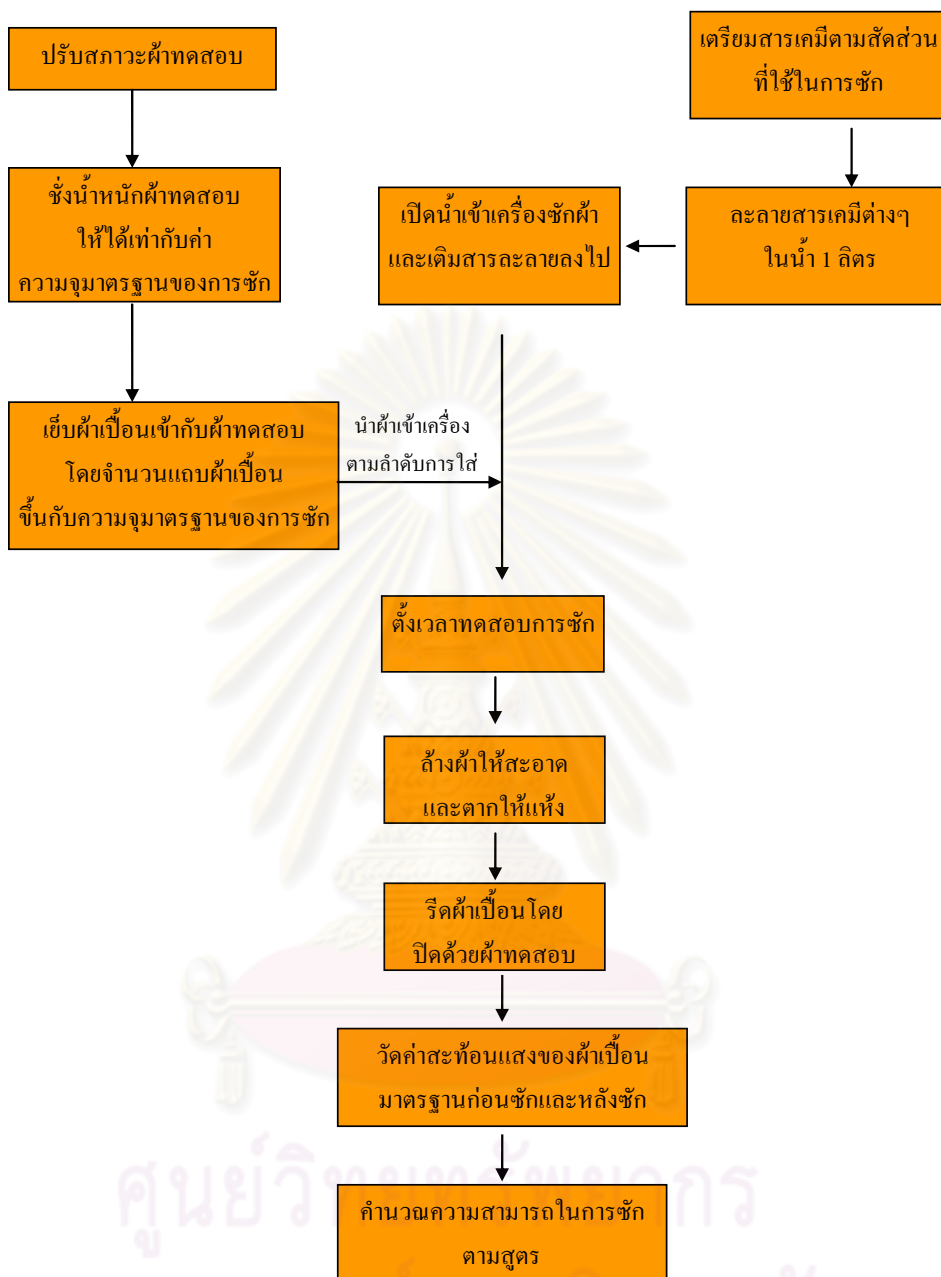 ปรับสภาวะผ้าทดสอบ
ชั่งน้ำหนักผ้าทดสอบ
ให้ได้เท่ากับค่า
ความจุมาตรฐานของการซัก
เย็บผ้าเปื้อนเข้ากับผ้าทดสอบ
โดยจำนวนแถบผ้าเปื้อน
ขึ้นกับความจุมาตรฐานของการซัก
นำผ้าเข้าเครื่อง
ตามลำดับการใส่
เตรียมสารเคมีตามสัดส่วน
ที่ใช้ในการซัก
ละลายสารเคมีต่างๆ
ในน้ำ 1 ลิตร
เปิดน้ำเข้าเครื่องซักผ้า
และเติมสารละลายลงไป
ตั้งเวลาทดสอบการซัก
ล้างผ้าให้สะอาด
และตากให้แห้ง
รีดผ้าเปื้อนโดย
ปิดด้วยผ้าทดสอบ
วัดค่าสะท้อนแสงของผ้าเปื้อน
มาตรฐานก่อนซักและหลังซัก
คำนวณความสามารถในการซัก
ตามสูตร
ศูนย์วิทยทรัพยากร